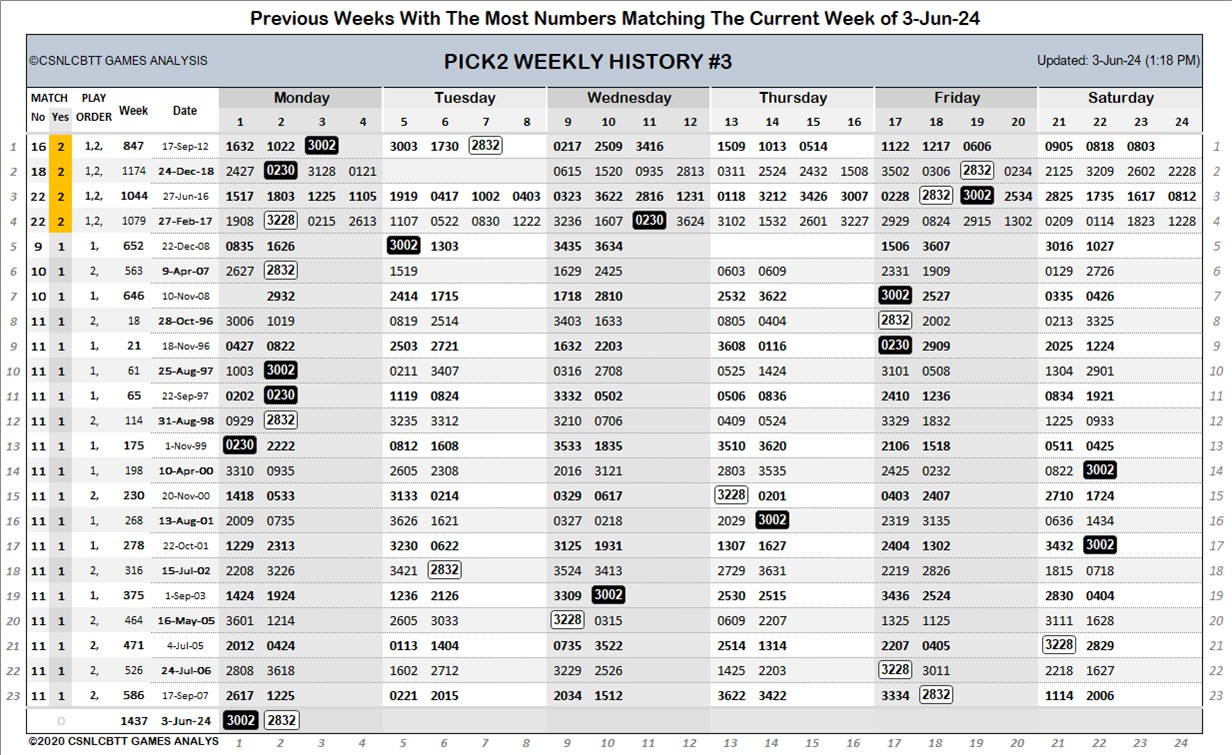 Previous Weeks With The Most Numbers Matching The Current Week of 3-Jun-24
©CSNLCBTT GAMES ANALYSIS PICK2 WEEKLY HISTORY #3 Updated: 3-Jun-24 (1:18 PM)
MATCH PLAY Week Date Monday Tuesday Wednesday Thursday Friday Saturday
No Yes ORDER 1 2 3 4 5 6 7 8 9 10 11 12 13 14 15 16 17 18 19 20 21 22 23 24
1 16 2 1,2, 847 17-Sep-12 1632 1022 3002 3003 1730 2832 0217 2509 3416 1509 1013 0514 1122 1217 0606 0905 0818 0803 1
2 18 2 1,2, 1174 24-Dec-18 2427 0230 3128 0121 0615 1520 0935 2813 0311 2524 2432 1508 3502 0306 2832 0234 2125 3209 2602 2228 2
3 22 2 1,2, 1044 27-Jun-16 1517 1803 1225 1105 1919 0417 1002 0403 0323 3622 2816 1231 0118 3212 3426 3007 0228 2832 3002 2534 2825 1735 1617 0812 3
4 22 2 1,2, 1079 27-Feb-17 1908 3228 0215 2613 1107 0522 0830 1222 3236 1607 0230 3624 3102 1532 2601 3227 2929 0824 2915 1302 0209 0114 1823 1228 4
5 9 1 1, 652 22-Dec-08 0835 1626 3002 1303 3435 3634 1506 3607 3016 1027 5
6 10 1 2, 563 9-Apr-07 2627 2832 1519 1629 2425 0603 0609 2331 1909 0129 2726 6
7 10 1 1, 646 10-Nov-08 2932 2414 1715 1718 2810 2532 3622 3002 2527 0335 0426 7
8 11 1 2, 18 28-Oct-96 3006 1019 0819 2514 3403 1633 0805 0404 2832 2002 0213 3325 8
9 11 1 1, 21 18-Nov-96 0427 0822 2503 2721 1632 2203 3608 0116 0230 2909 2025 1224 9
10 11 1 1, 61 25-Aug-97 1003 3002 0211 3407 0316 2708 0525 1424 3101 0508 1304 2901 10
11 11 1 1, 65 22-Sep-97 0202 0230 1119 0824 3332 0502 0506 0836 2410 1236 0834 1921 11
12 11 1 2, 114 31-Aug-98 0929 2832 3235 3312 3210 0706 0409 0524 3329 1832 1225 0933 12
13 11 1 1, 175 1-Nov-99 0230 2222 0812 1608 3533 1835 3510 3620 2106 1518 0511 0425 13
14 11 1 1, 198 10-Apr-00 3310 0935 2605 2308 2016 3121 2803 3535 2425 0232 0822 3002 14
15 11 1 2, 230 20-Nov-00 1418 0533 3133 0214 0329 0617 3228 0201 0403 2407 2710 1724 15
16 11 1 1, 268 13-Aug-01 2009 0735 3626 1621 0327 0218 2029 3002 2319 3135 0636 1434 16
17 11 1 1, 278 22-Oct-01 1229 2313 3230 0622 3125 1931 1307 1627 2404 1302 3432 3002 17
18 11 1 2, 316 15-Jul-02 2208 3226 3421 2832 3524 3413 2729 3631 2219 2826 1815 0718 18
19 11 1 1, 375 1-Sep-03 1424 1924 1236 2126 3309 3002 2530 2515 3436 2524 2830 0404 19
20 11 1 2, 464 16-May-05 3601 1214 2605 3033 3228 0315 0609 2207 1325 1125 3111 1628 20
21 11 1 2, 471 4-Jul-05 2012 0424 0113 1404 0735 3522 2514 1314 2207 0405 3228 2829 21
22 11 1 2, 526 24-Jul-06 2808 3618 1602 2712 3229 2526 1425 2203 3228 3011 2218 1627 22
23 11 1 2, 586 17-Sep-07 2617 1225 0221 2015 2034 1512 3622 3422 3334 2832 1114 2006 23
0 1437 3-Jun-24 3002 2832
©2020 CSNLCBTT GAMES ANALYS 1 2 3 4 5 6 7 8 9 10 11 12 13 14 15 16 17 18 19 20 21 22 23 24